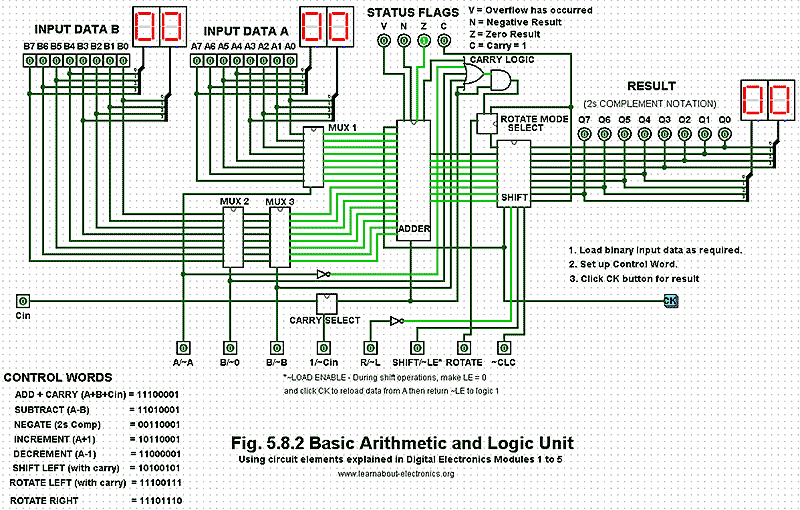 INPUT DATA B
00
INPUT DATA A
00
STATUS FLAGS
V = Overflow has occurred
N = Negative Result
Z = Zero Result
C = Carry = 1
V N Z C
B7 B6 B5 B4 B3 B2 B1 B0
A7 A6 A5 A4 A3 A2 A1 A0
CARRY LOGIC
RESULT
00
(2s COMPLEMENT NOTATION)
Q7 Q6 Q5 Q4 Q3 Q2 Q1 Q0
ROTATE MODE
SELECT
MUX 1
SHIFT
MUX 2
MUX 3
ADDER
1. Load binary input data as required.
2. Set up Control Word.
3. Click CK button for result
CK
Cin
CARRY SELECT
A/~A
B/~0
B/~B
1/~Cin
R/~L
SHIFT/~LE*
ROTATE
~CLC
*~LOAD ENABLE - During shift operations, make LE = 0
and click CK to reload data from A then return ~LE to logic 1
CONTROL WORDS
ADD + CARRY (A+B+Cin) = 11100001
SUBTRACT (A-B) = 11010001
NEGATE (2s Comp) = 00110001
INCREMENT (A+1) = 10110001
DECREMENT (A-1) = 11000001
SHIFT LEFT (with carry) = 10100101
ROTATE LEFT (with carry) = 11100111
ROTATE RIGHT = 11101110
Fig. 5.8.2 Basic Arithmetic and Logic Unit
Using circuit elements explained in Digital Electronics Modules 1 to 5
www.learnabout-electronics.org